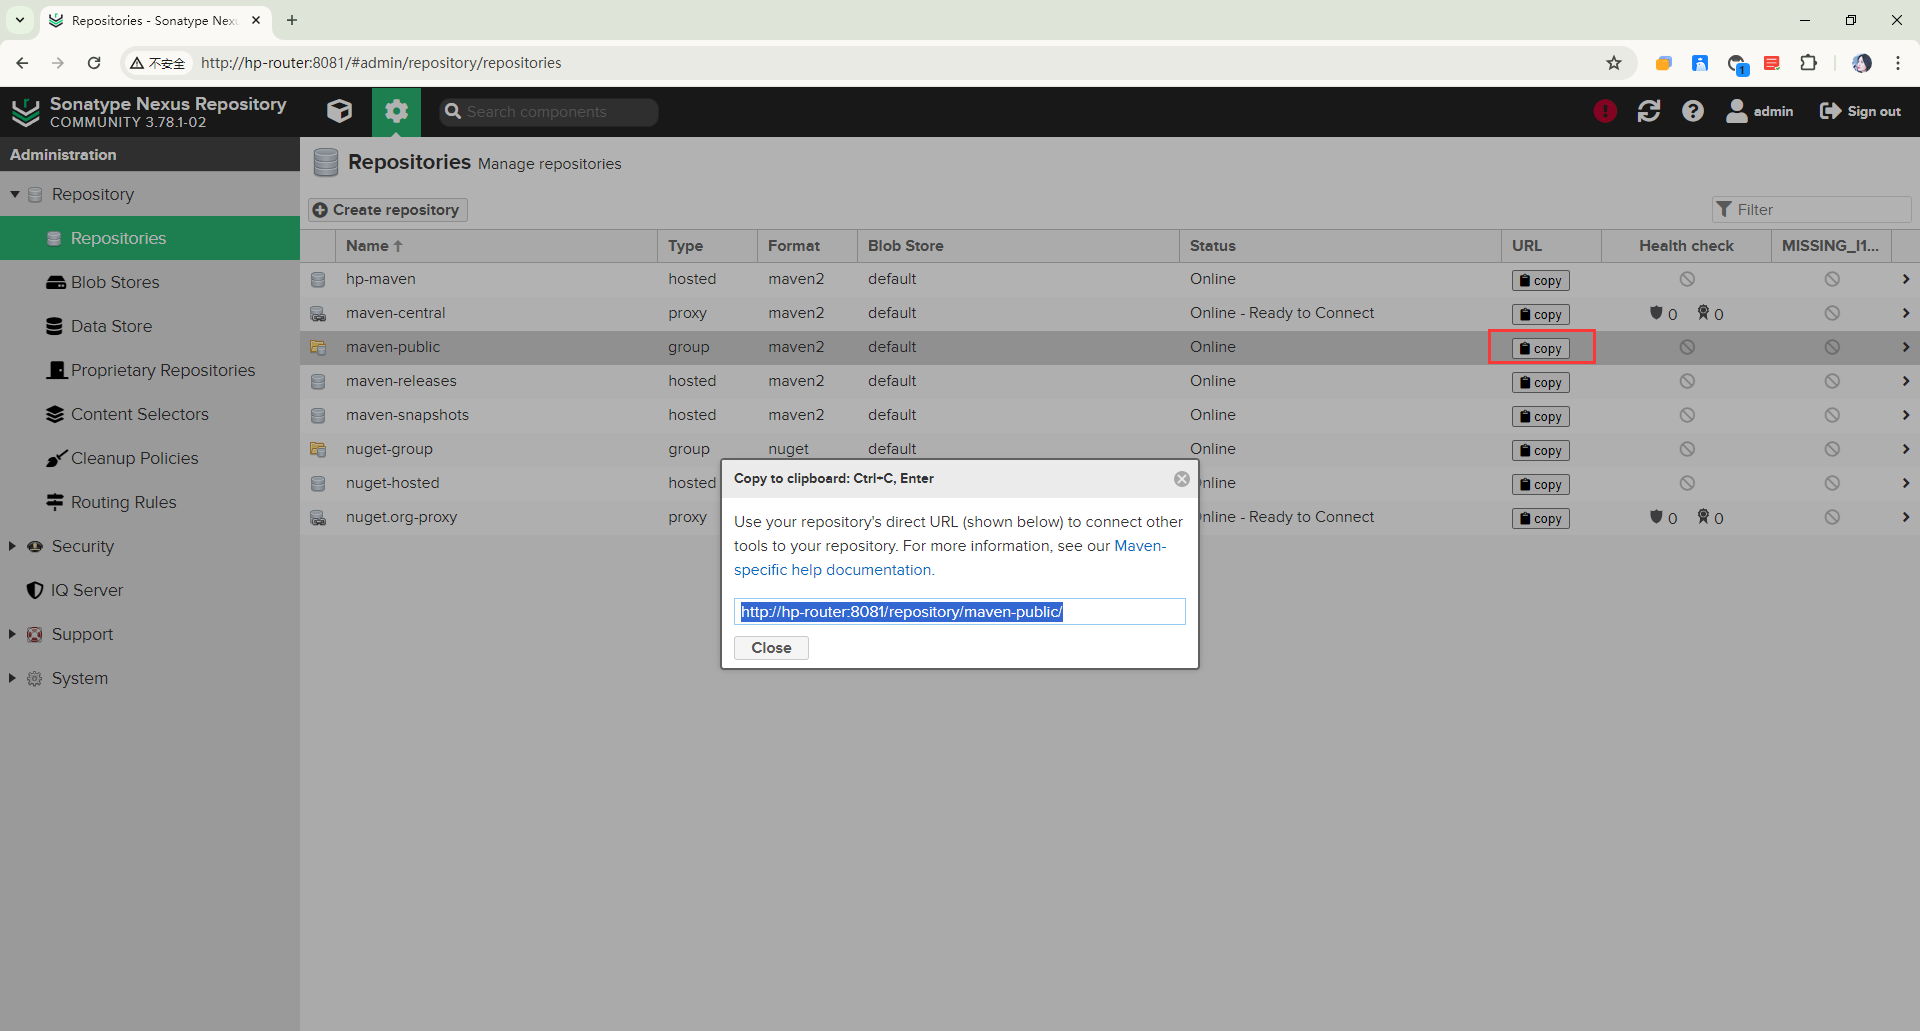 Repositories - Sonatype Nexu
不安全
http://hp-router:8081/#admin/repository/repositories
1
Sonatype Nexus Repository
COMMUNITY 3.78.1-02
Search components
admin
Sign out
Administration
Repositories Manage repositories
Repository
Create repository
Filter
Repositories
Name Type Format Blob Store Status URL Health check MISSING_I1...
hp-maven hosted maven2 default Online copy
Blob Stores
maven-central proxy maven2 default Online - Ready to Connect copy 0 0
Data Store
maven-public group maven2 default Online copy
Proprietary Repositories
maven-releases hosted maven2 default Online copy
Content Selectors
maven-snapshots hosted maven2 default Online copy
nuget-group group nuget default Online copy
Cleanup Policies
nuget-hosted hosted nline copy
Routing Rules
nuget.org-proxy proxy nline - Ready to Connect copy 0 0
Security
IQ Server
Support
System
Copy to clipboard: Ctrl+C, Enter
Use your repository's direct URL (shown below) to connect other
tools to your repository. For more information, see our Maven-
specific help documentation.
http://hp-router:8081/repository/maven-public/
Close